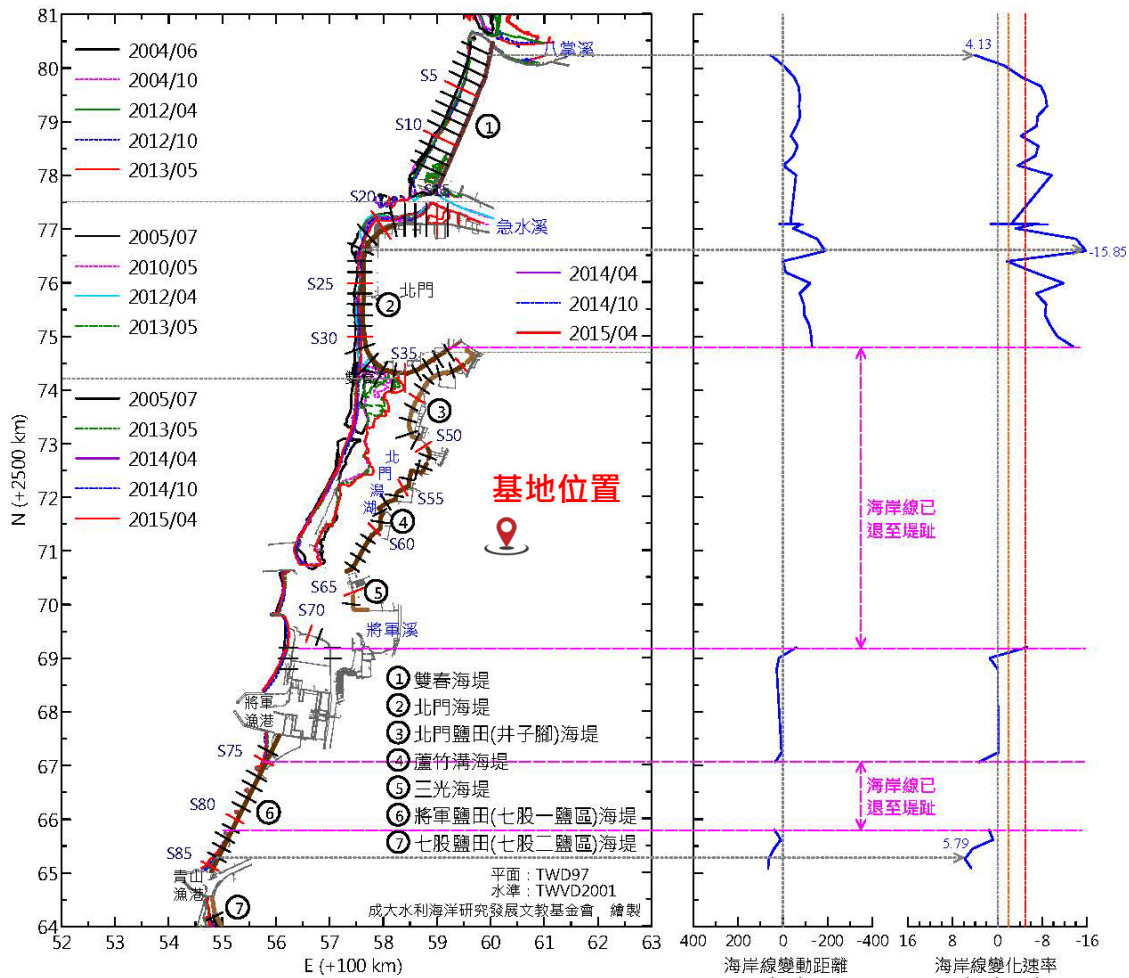 81
80
79
78
77
76
75
74
73
72
71
70
69
68
67
66
65
64
N (+2500 km)
2004/06
2004/10
2012/04
2012/10
2013/05
2005/07
2010/05
2012/04
2013/05
2005/07
2013/05
2014/04
2014/10
2015/04
2014/04
2014/10
2015/04
八掌溪
S5
S10
①
S15
S20
急水溪
S25
北門
②
S30
S35
雙春
③
S50
北
門
潟
湖
S55
④
S60
S65
⑤
S70
將軍溪
將軍
漁港
S75
S80
⑥
S85
青山
漁港
⑦
基地位置
①雙春海堤
②北門海堤
③北門鹽田(井子腳)海堤
④蘆竹溝海堤
⑤三光海堤
⑥將軍鹽田(七股一鹽區)海堤
⑦七股鹽田(七股二鹽區)海堤
平面：TWD97
水準：TWVD2001
成大水利海洋研究發展文教基金會 繪製
52 53 54 55 56 57 58 59 60 61 62 63
E (+100 km)
4.13
-15.85
海岸線已
退至堤趾
海岸線已
退至堤趾
5.79
400 200 0 -200 -400
海岸線變動距離
16 8 0 -8 -16
海岸線變化速率